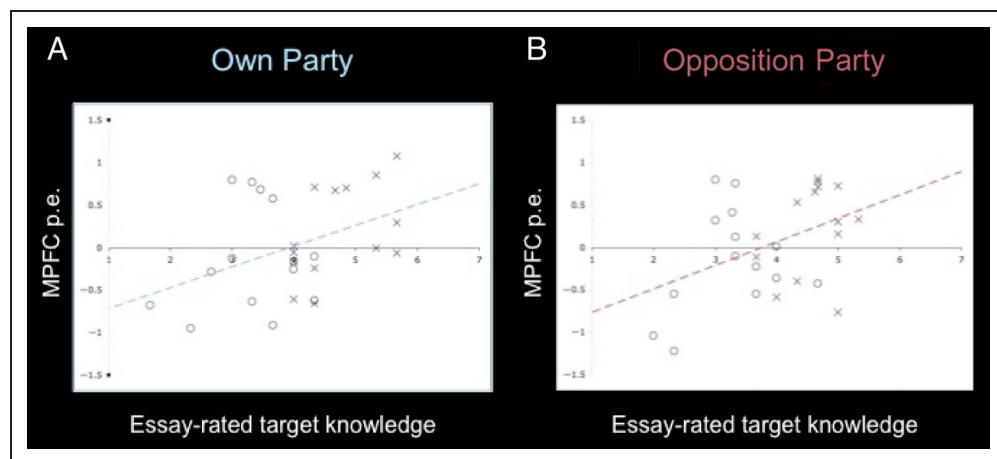 A
Own Party
MPFC p.e.
1.5
1
0.5
0
−0.5
−1
−1.5
1 2 3 4 5 6 7
Essay-rated target knowledge
B
Opposition Party
MPFC p.e.
1.5
1
0.5
0
−0.5
−1
−1.5
1 2 3 4 5 6 7
Essay-rated target knowledge